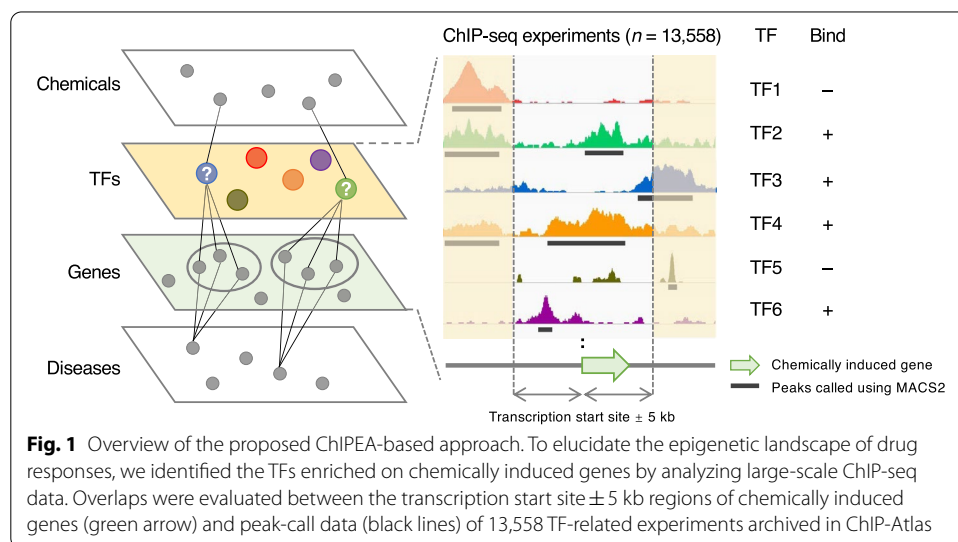 ChIP-seq experiments (n = 13,558) TF Bind
Chemicals
TFs
? ?
Genes
Diseases
TF1 –
TF2 +
TF3 +
TF4 +
TF5 –
TF6 +
Chemically induced gene
Peaks called using MACS2
Transcription start site ± 5 kb
Fig. 1 Overview of the proposed ChIPEA-based approach. To elucidate the epigenetic landscape of drug
responses, we identified the TFs enriched on chemically induced genes by analyzing large-scale ChIP-seq
data. Overlaps were evaluated between the transcription start site ± 5 kb regions of chemically induced
genes (green arrow) and peak-call data (black lines) of 13,558 TF-related experiments archived in ChIP-Atlas